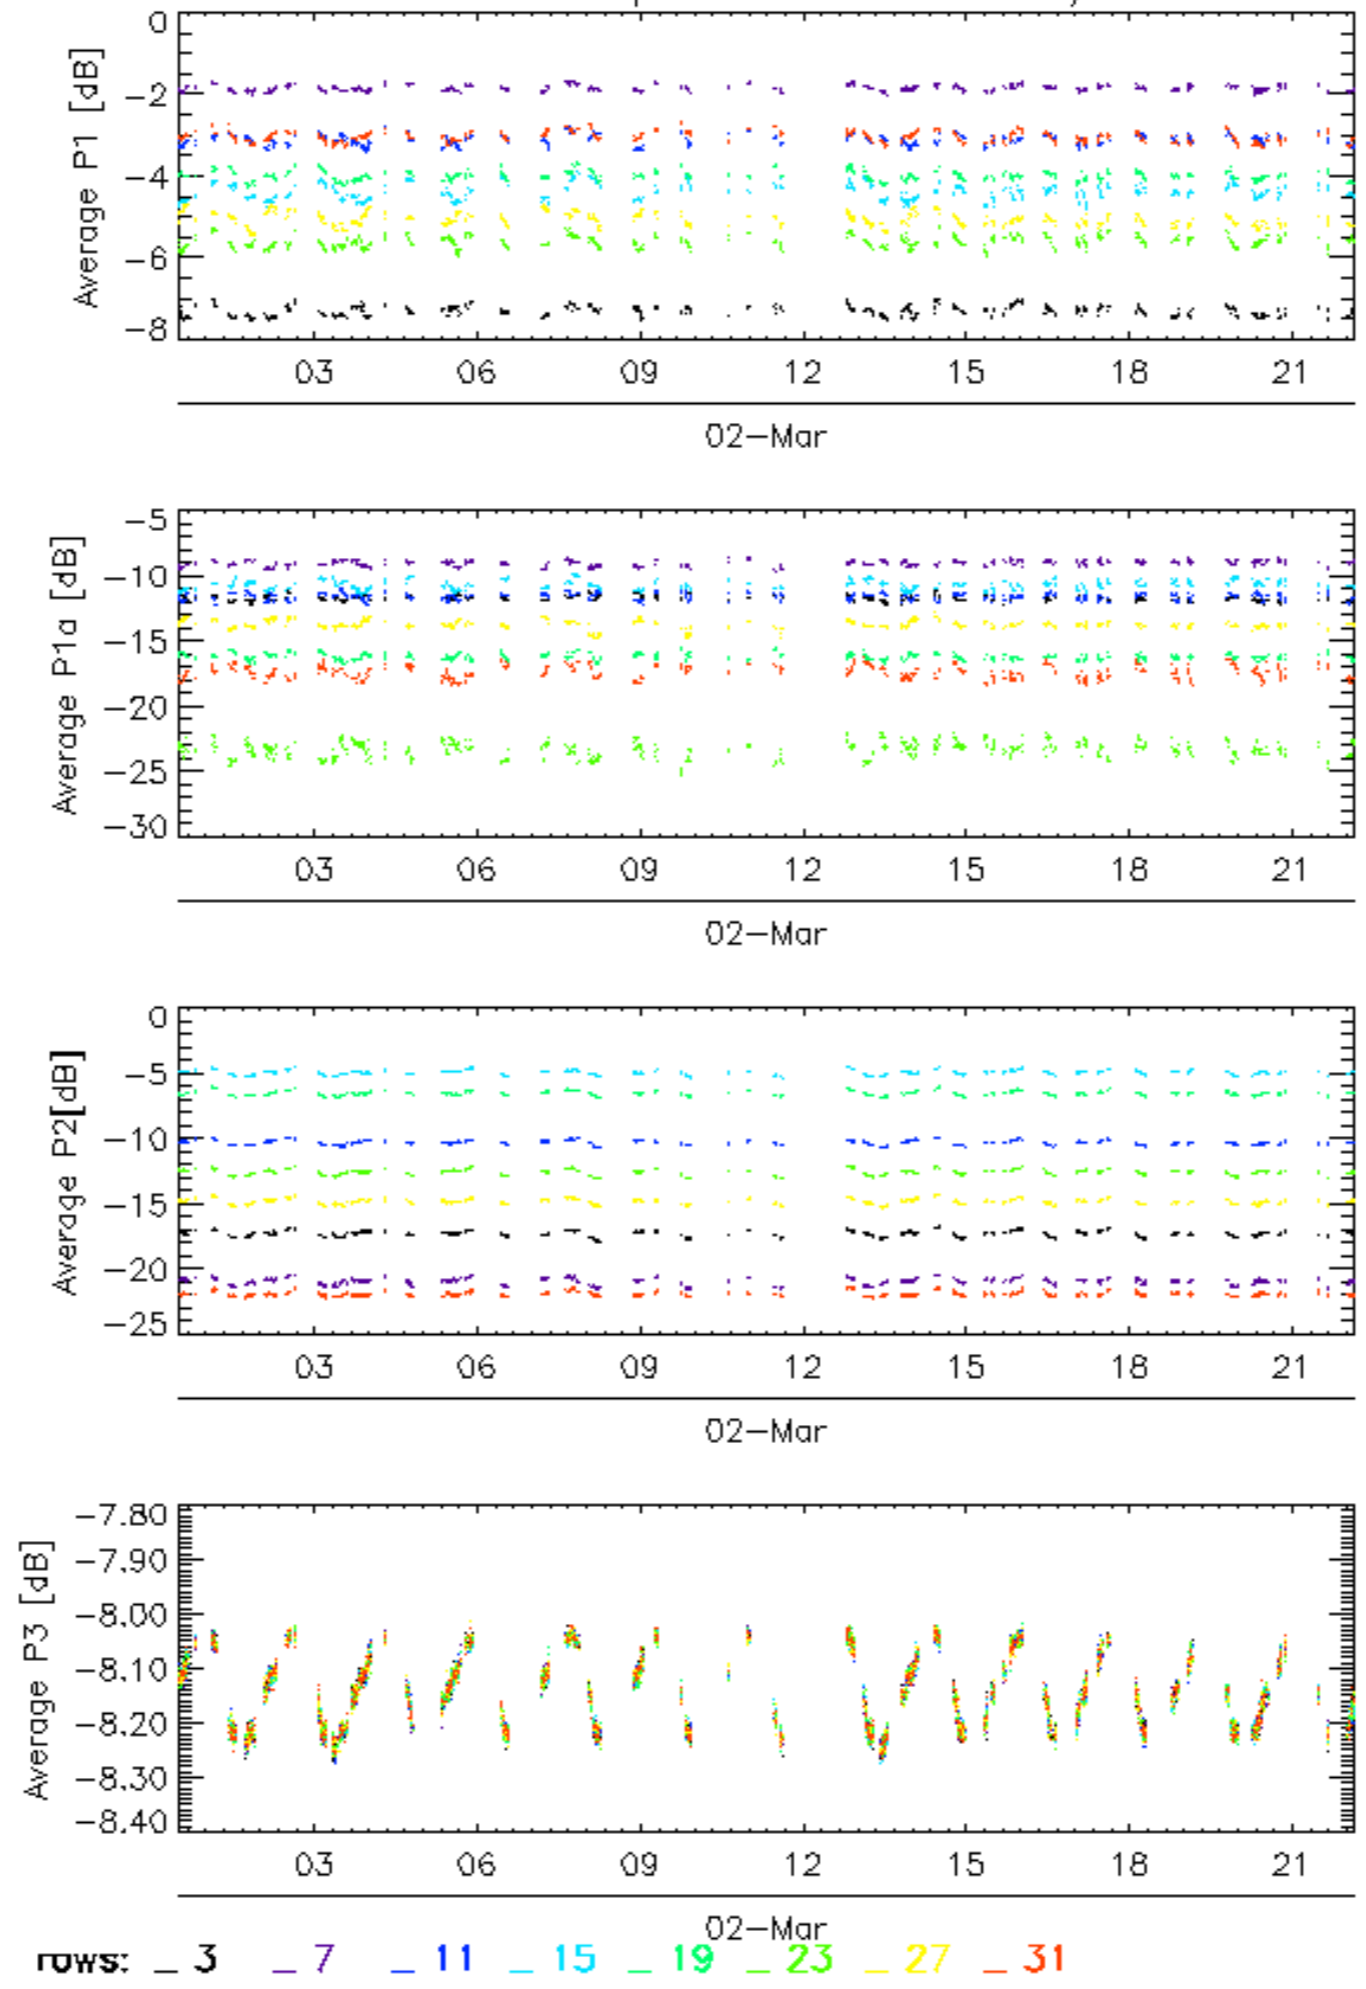 0
-2
-4
-6
-8
Average P1 [dB]
03 06 09 12 15 18 21
02-Mar
-5
-10
-15
-20
-25
-30
Average P1a [dB]
03 06 09 12 15 18 21
02-Mar
0
-5
-10
-15
-20
-25
Average P2[dB]
03 06 09 12 15 18 21
02-Mar
-7.80
-7.90
-8.00
-8.10
-8.20
-8.30
-8.40
Average P3 [dB]
03 06 09 12 15 18 21
02-Mar
rows: _ 3 _ 7 _ 11 _ 15 _ 19 _ 23 _ 27 _ 31